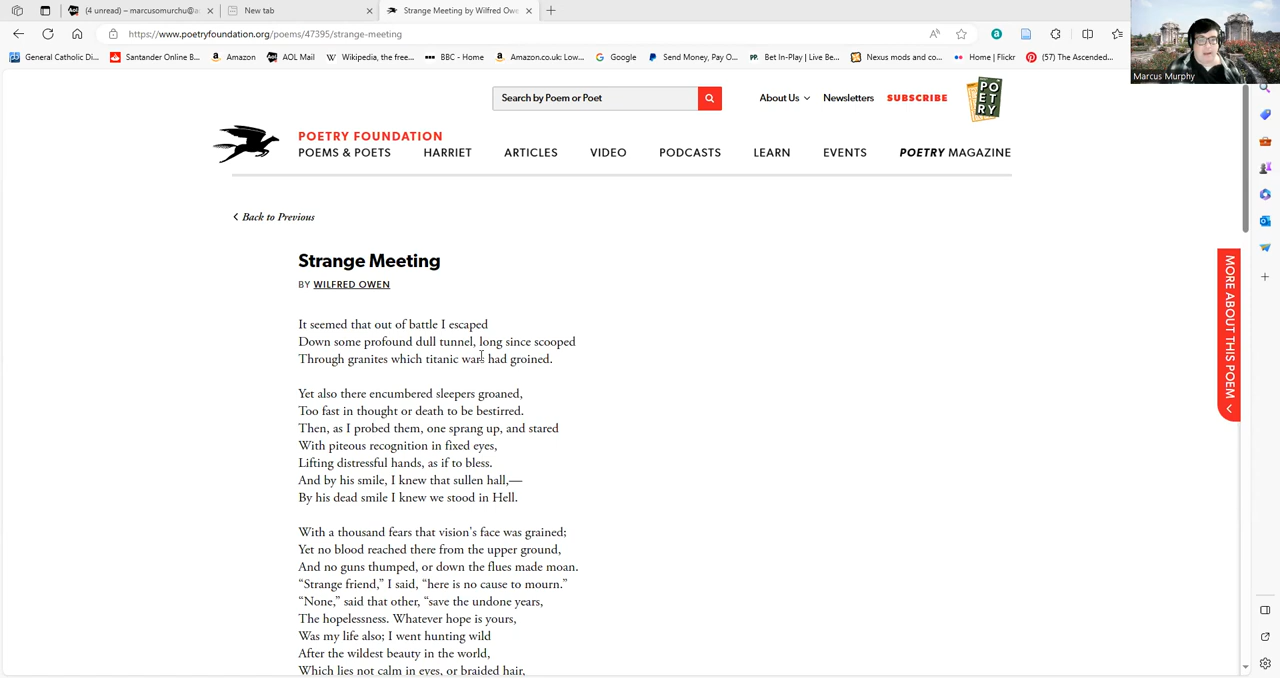 (4 unread) – marcusomurchu@a
New tab
Strange Meeting by Wilfred Owe
https://www.poetryfoundation.org/poems/47395/strange-meeting
General Catholic Di...
Santander Online B...
Amazon
AOL Mail
Wikipedia, the free...
BBC - Home
Amazon.co.uk: Low...
Google
Send Money, Pay O...
Bet In-Play | Live Be...
Nexus mods and co...
Home | Flickr
(57) The Ascended...
Marcus Murphy
Search by Poem or Poet
About Us
Newsletters
SUBSCRIBE
POETRY
POETRY FOUNDATION
POEMS & POETS
HARRIET
ARTICLES
VIDEO
PODCASTS
LEARN
EVENTS
POETRY MAGAZINE
Back to Previous
Strange Meeting
BY WILFRED OWEN
It seemed that out of battle I escaped
Down some profound dull tunnel, long since scooped
Through granites which titanic wars had groined.
Yet also there encumbered sleepers groaned,
Too fast in thought or death to be bestirred.
Then, as I probed them, one sprang up, and stared
With piteous recognition in fixed eyes,
Lifting distressful hands, as if to bless.
And by his smile, I knew that sullen hall,—
By his dead smile I knew we stood in Hell.
With a thousand fears that vision's face was grained;
Yet no blood reached there from the upper ground,
And no guns thumped, or down the flues made moan.
“Strange friend,” I said, “here is no cause to mourn.”
“None,” said that other, “save the undone years,
The hopelessness. Whatever hope is yours,
Was my life also; I went hunting wild
After the wildest beauty in the world,
Which lies not calm in eyes, or braided hair,
MORE ABOUT THIS POEM